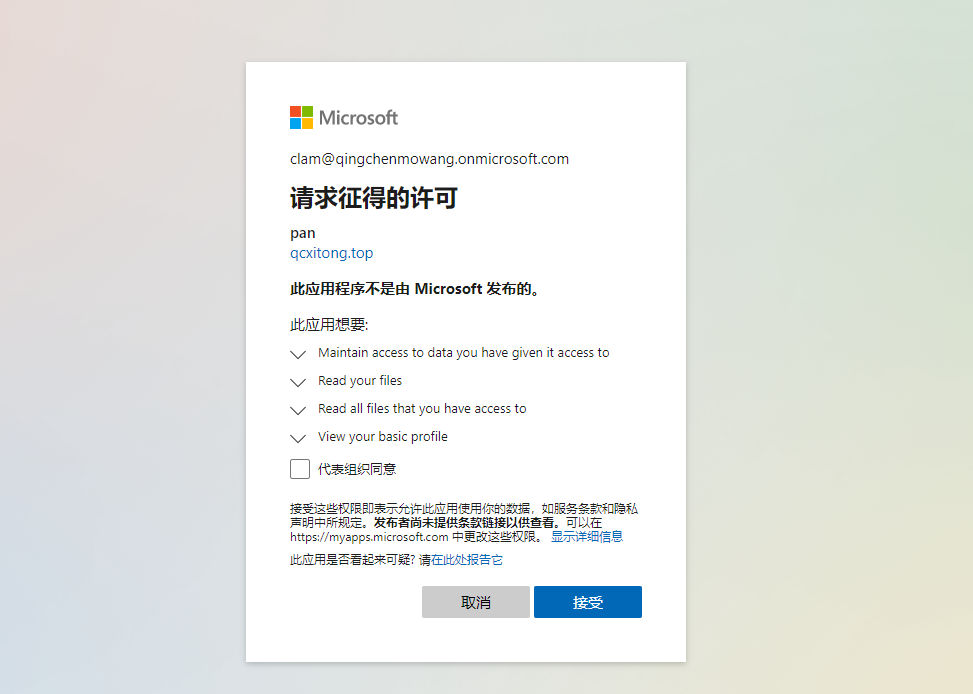 Microsoft
clam@qingchenmowang.onmicrosoft.com
请求征得的许可
pan
qcxitong.top
此应用程序不是由 Microsoft 发布的。
此应用想要:
Maintain access to data you have given it access to
Read your files
Read all files that you have access to
View your basic profile
代表组织同意
接受这些权限即表示允许此应用使用你的数据，如服务条款和隐私
声明中所规定。发布者尚未提供条款链接以供查看。可以在
https://myapps.microsoft.com 中更改这些权限。 显示详细信息
此应用是否看起来可疑? 请在此处报告它
取消 接受